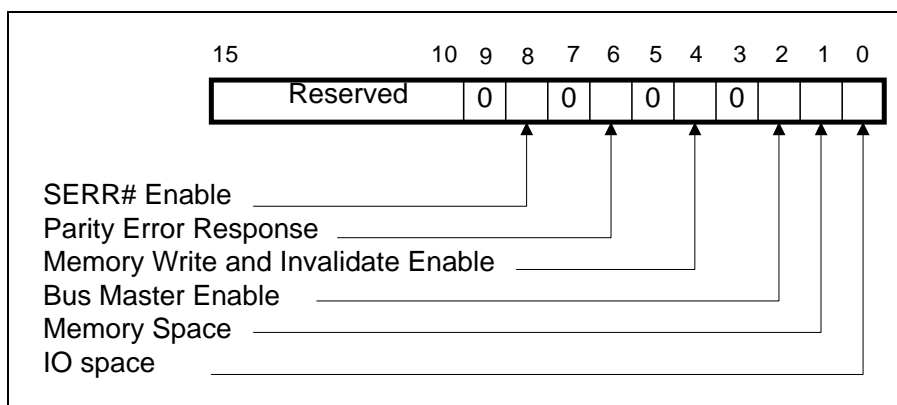 15 10 9 8 7 6 5 4 3 2 1 0
Reserved 0 0 0 0
SERR# Enable
Parity Error Response
Memory Write and Invalidate Enable
Bus Master Enable
Memory Space
IO space